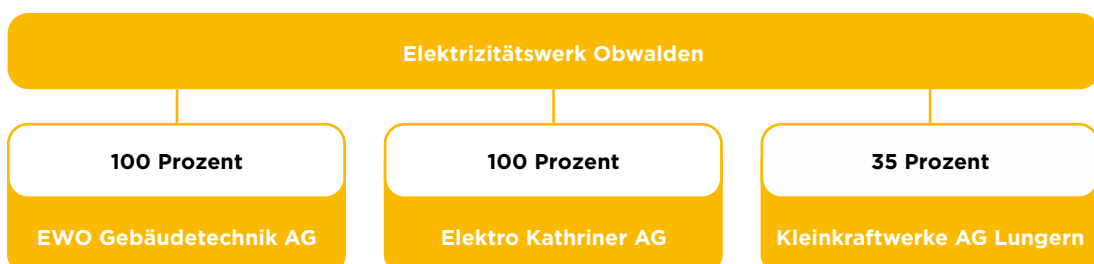 Elektrizitätswerk Obwalden
100 Prozent
EWO Gebäudetechnik AG
100 Prozent
Elektro Kathriner AG
35 Prozent
Kleinkraftwerke AG Lungern